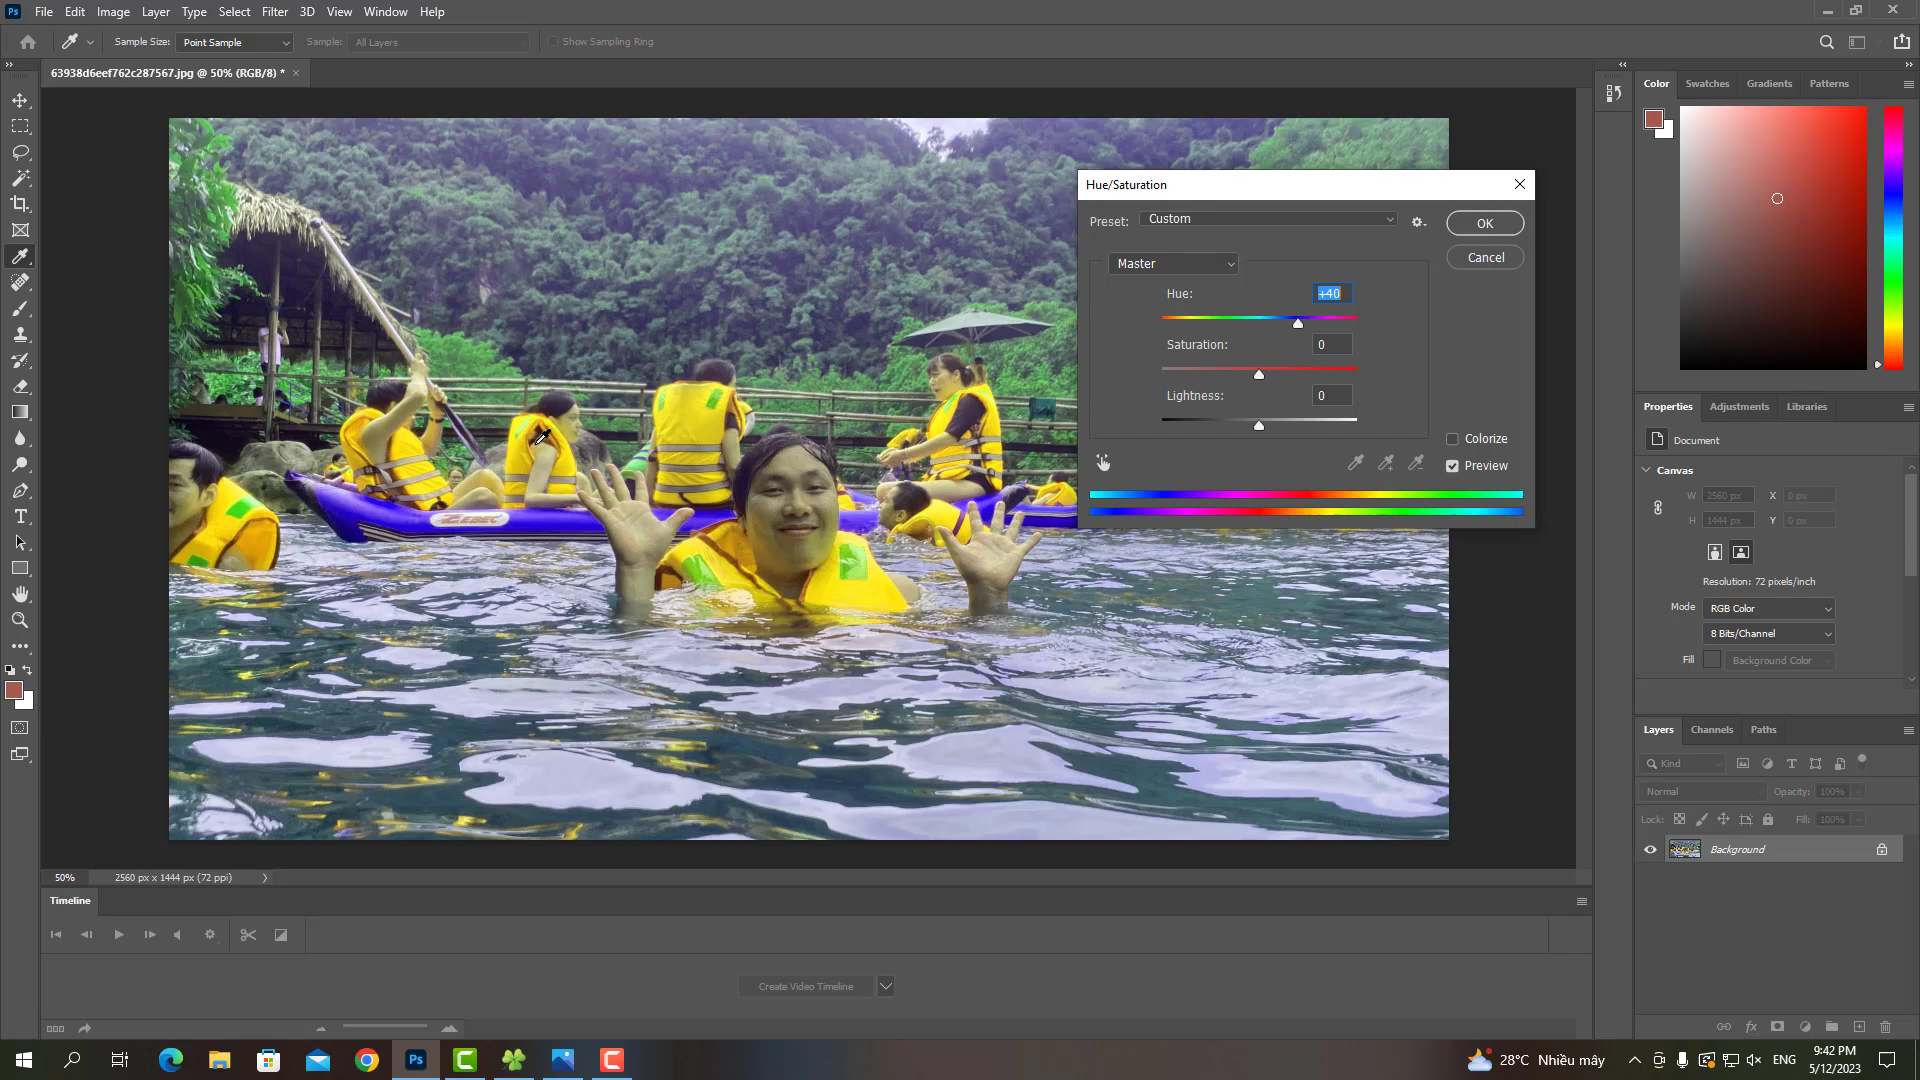 Ps File Edit Image Layer Type Select Filter 3D View Window Help
Sample Size: Point Sample Sample: All Layers Show Sampling Ring
63938d6eef762c287567.jpg @ 50% (RGB/8) * ×
Color Swatches Gradients Patterns
Hue/Saturation
Preset: Custom
OK
Master
Cancel
Hue: +40
Saturation: 0
Lightness: 0
Colorize
Preview
ZEBEC
Properties Adjustments Libraries
Document
Canvas
W 2560 px X 0 px
H 1444 px Y 0 px
Resolution: 72 pixels/inch
Mode RGB Color
8 Bits/Channel
Fill Background Color
Layers Channels Paths
Kind
Normal Opacity: 100%
Lock: Fill: 100%
Background
50% 2560 px x 1444 px (72 ppi)
Timeline
Create Video Timeline
28°C Nhiều mây ENG
9:42 PM
5/12/2023